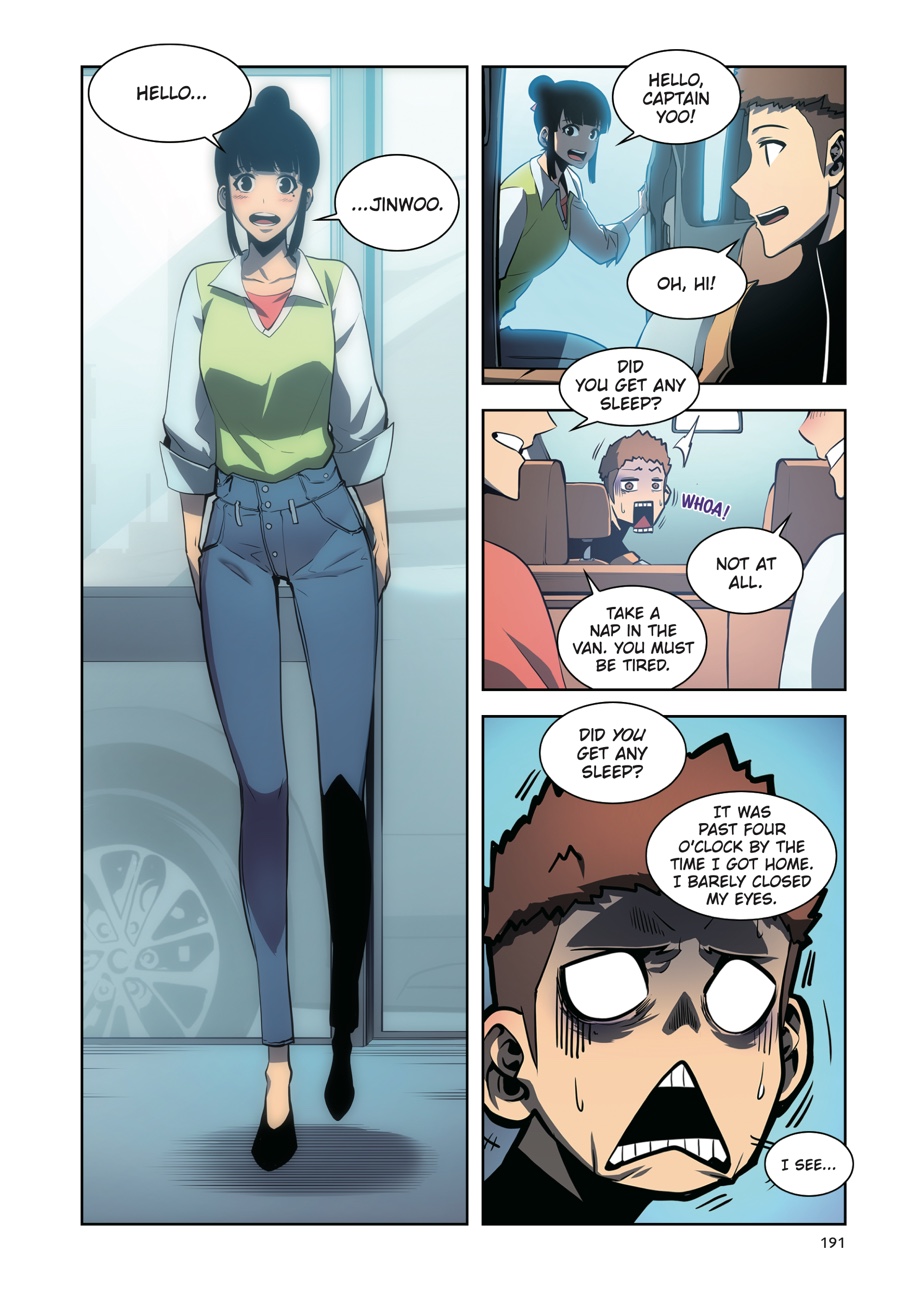 HELLO...
...JINWOO.
HELLO,
CAPTAIN
YOO!
OH, HI!
DID
YOU GET ANY
SLEEP?
WHOA!
NOT AT
ALL.
TAKE A
NAP IN THE
VAN. YOU MUST
BE TIRED.
DID YOU
GET ANY
SLEEP?
IT WAS
PAST FOUR
O'CLOCK BY THE
TIME I GOT HOME.
I BARELY CLOSED
MY EYES.
I SEE...
191